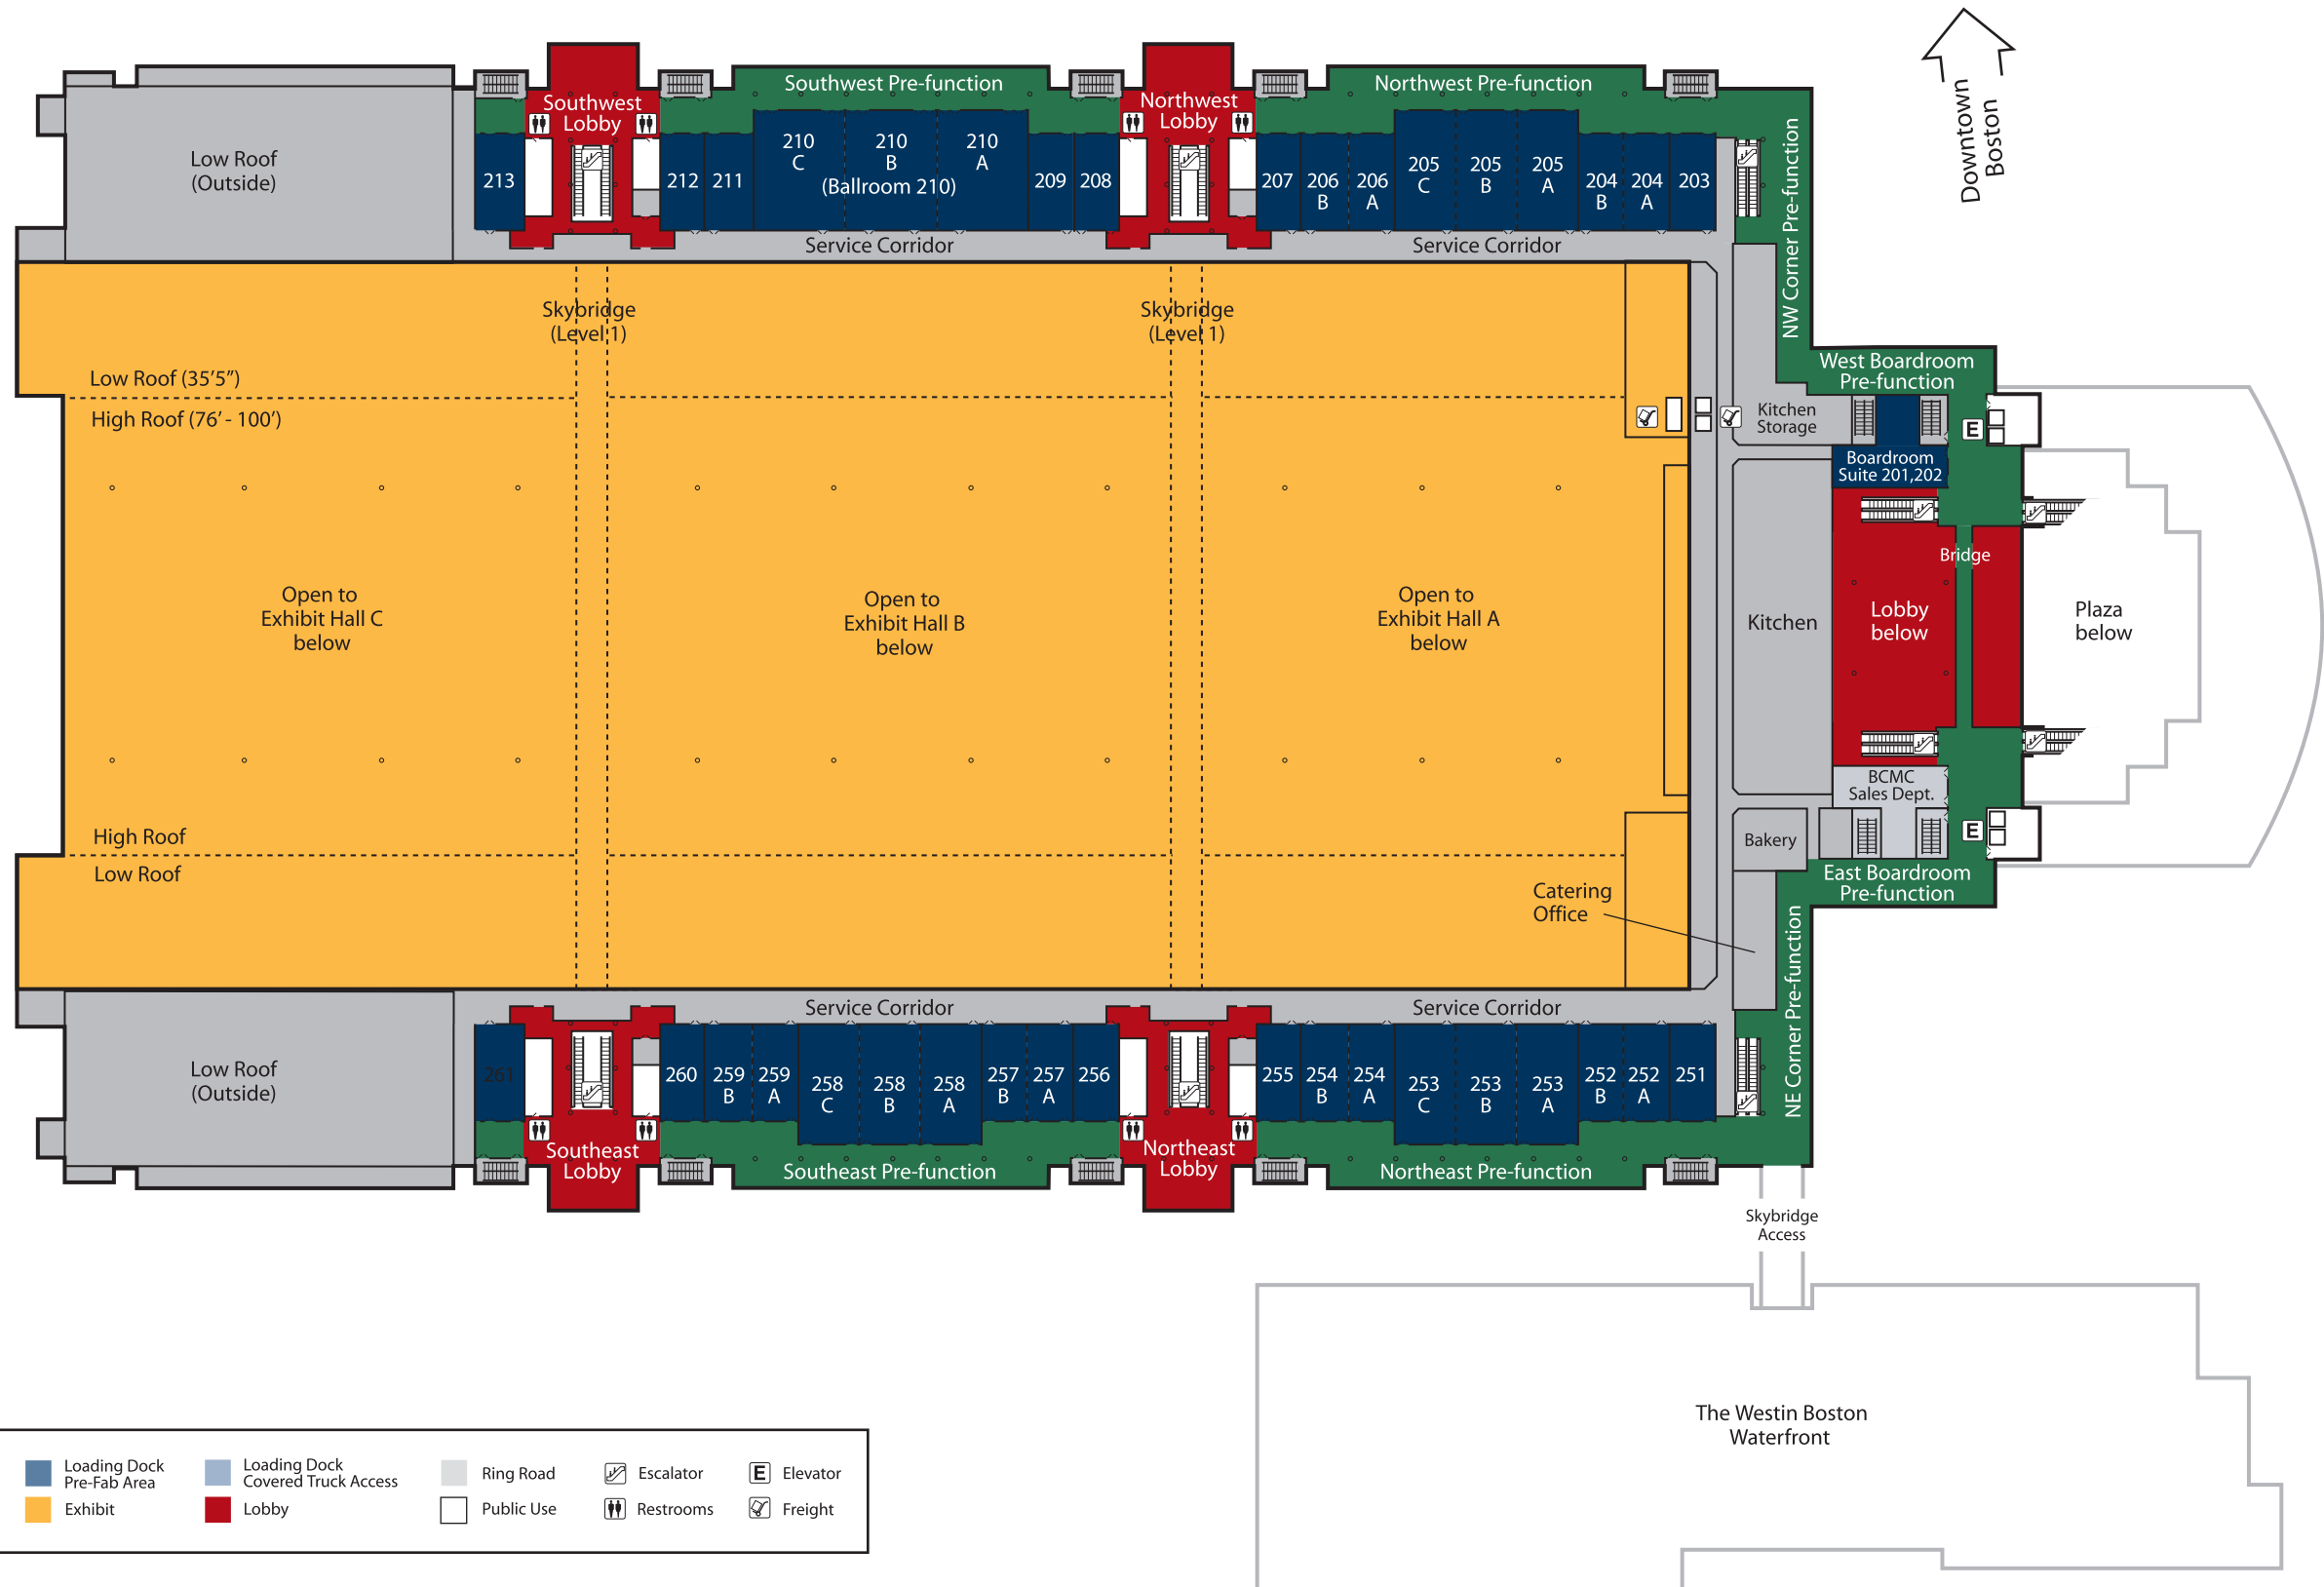 Downtown
Boston
Southwest Pre-function
Northwest Pre-function
Southwest
Lobby
Northwest
Lobby
Low Roof
(Outside)
213
212
211
210
C
210
B
210
A
(Ballroom 210)
209
208
207
206
B
206
A
205
C
205
B
205
A
204
B
204
A
203
NW Corner Pre-function
Service Corridor
Service Corridor
Skybridge
(Level 1)
Skybridge
(Level 1)
West Boardroom
Pre-function
Low Roof (35’5”)
High Roof (76’ - 100’)
Kitchen
Storage
E
Boardroom
Suite 201,202
Bridge
Open to
Exhibit Hall C
below
Open to
Exhibit Hall B
below
Open to
Exhibit Hall A
below
Kitchen
Lobby
below
Plaza
below
BCMC
Sales Dept.
High Roof
Low Roof
Bakery
E
East Boardroom
Pre-function
Catering
Office
NE Corner Pre-function
Service Corridor
Service Corridor
Low Roof
(Outside)
261
260
259
B
259
A
258
C
258
B
258
A
257
B
257
A
256
255
254
B
254
A
253
C
253
B
253
A
252
B
252
A
251
Southeast
Lobby
Northeast
Lobby
Southeast Pre-function
Northeast Pre-function
Skybridge
Access
The Westin Boston
Waterfront
Loading Dock
Pre-Fab Area
Loading Dock
Covered Truck Access
Ring Road
Escalator
E
Elevator
Exhibit
Lobby
Public Use
Restrooms
Freight